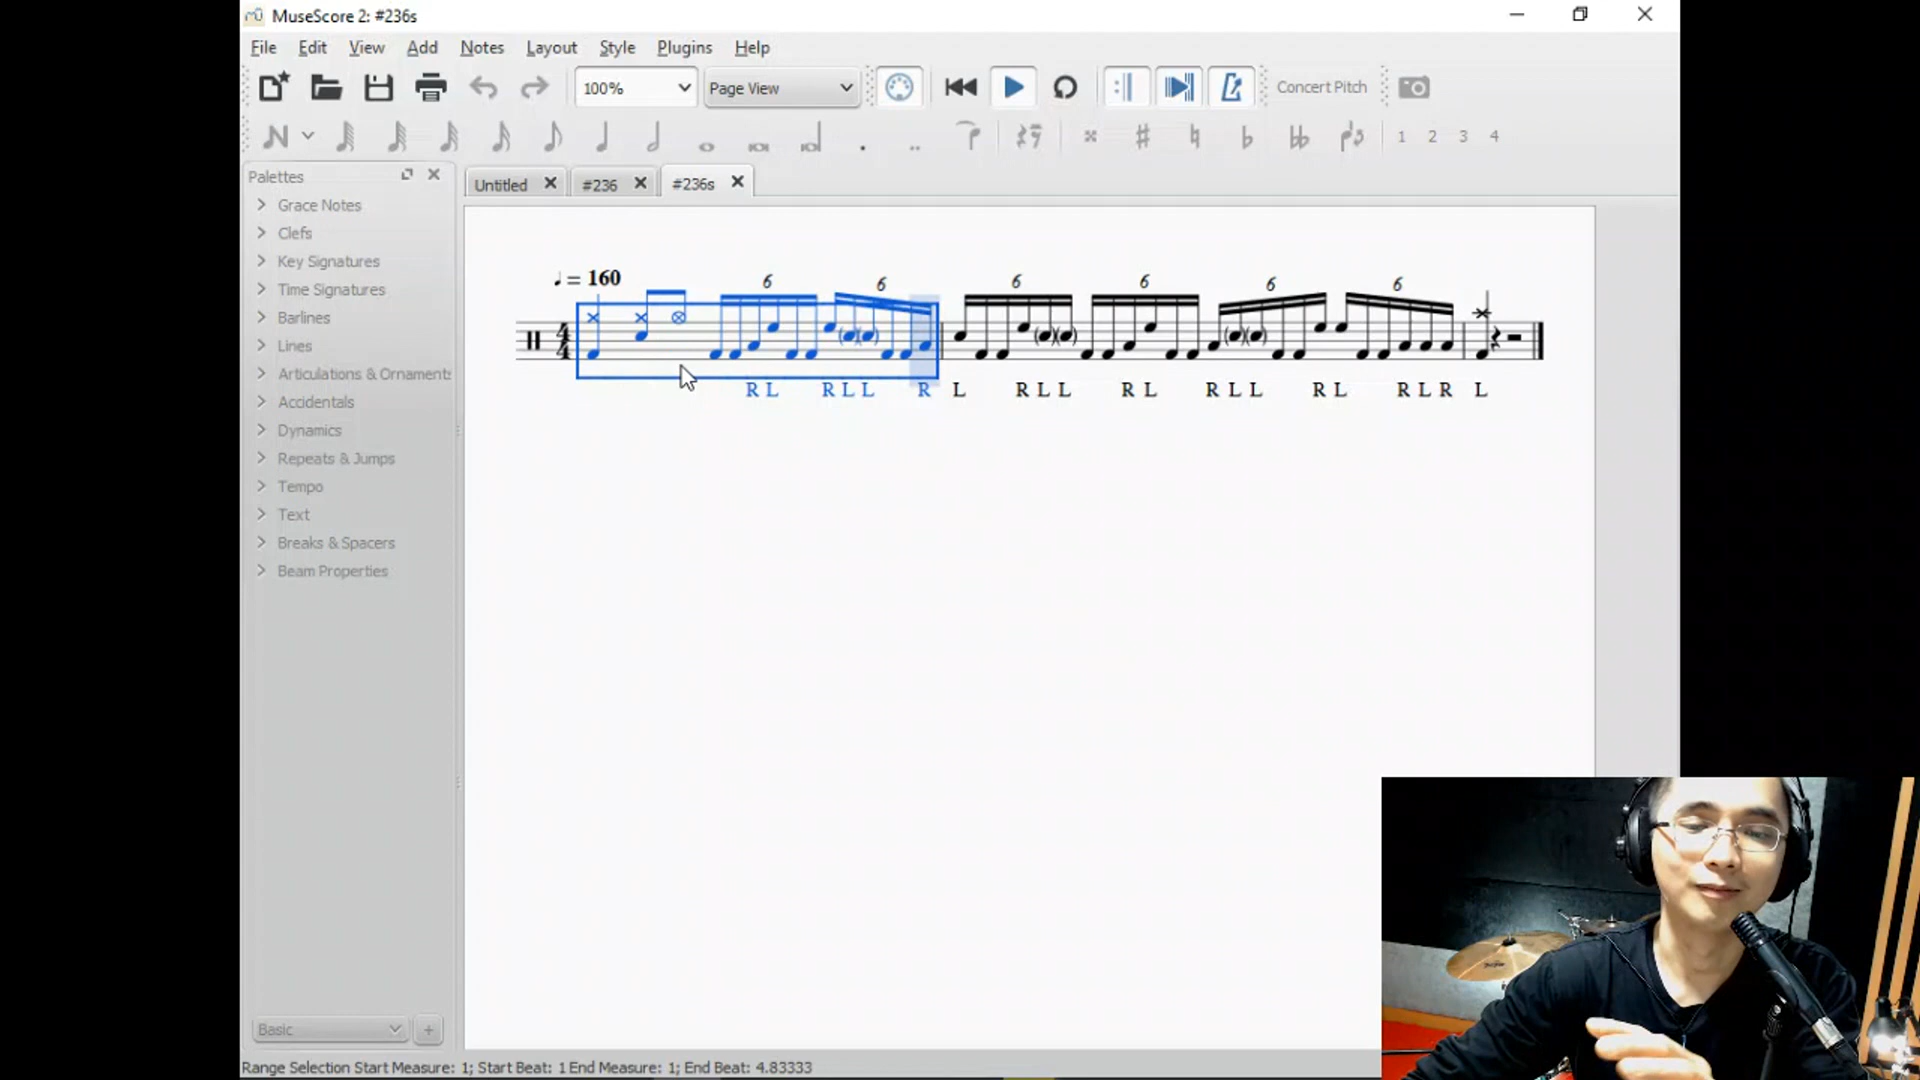 MuseScore 2: #236s
File Edit View Add Notes Layout Style Plugins Help
100% Page View Concert Pitch
1 2 3 4
Palettes
Untitled #236 #236s
Grace Notes
Clefs
Key Signatures
Time Signatures
Barlines
Lines
Articulations & Ornament
Accidentals
Dynamics
Repeats & Jumps
Tempo
Text
Breaks & Spacers
Beam Properties
♩ = 160
6 6 6 6 6 6
4
4
R L R L L R L R L L R L R L L R L R L R L
Basic
Range Selection Start Measure: 1; Start Beat: 1 End Measure: 1; End Beat: 4.83333